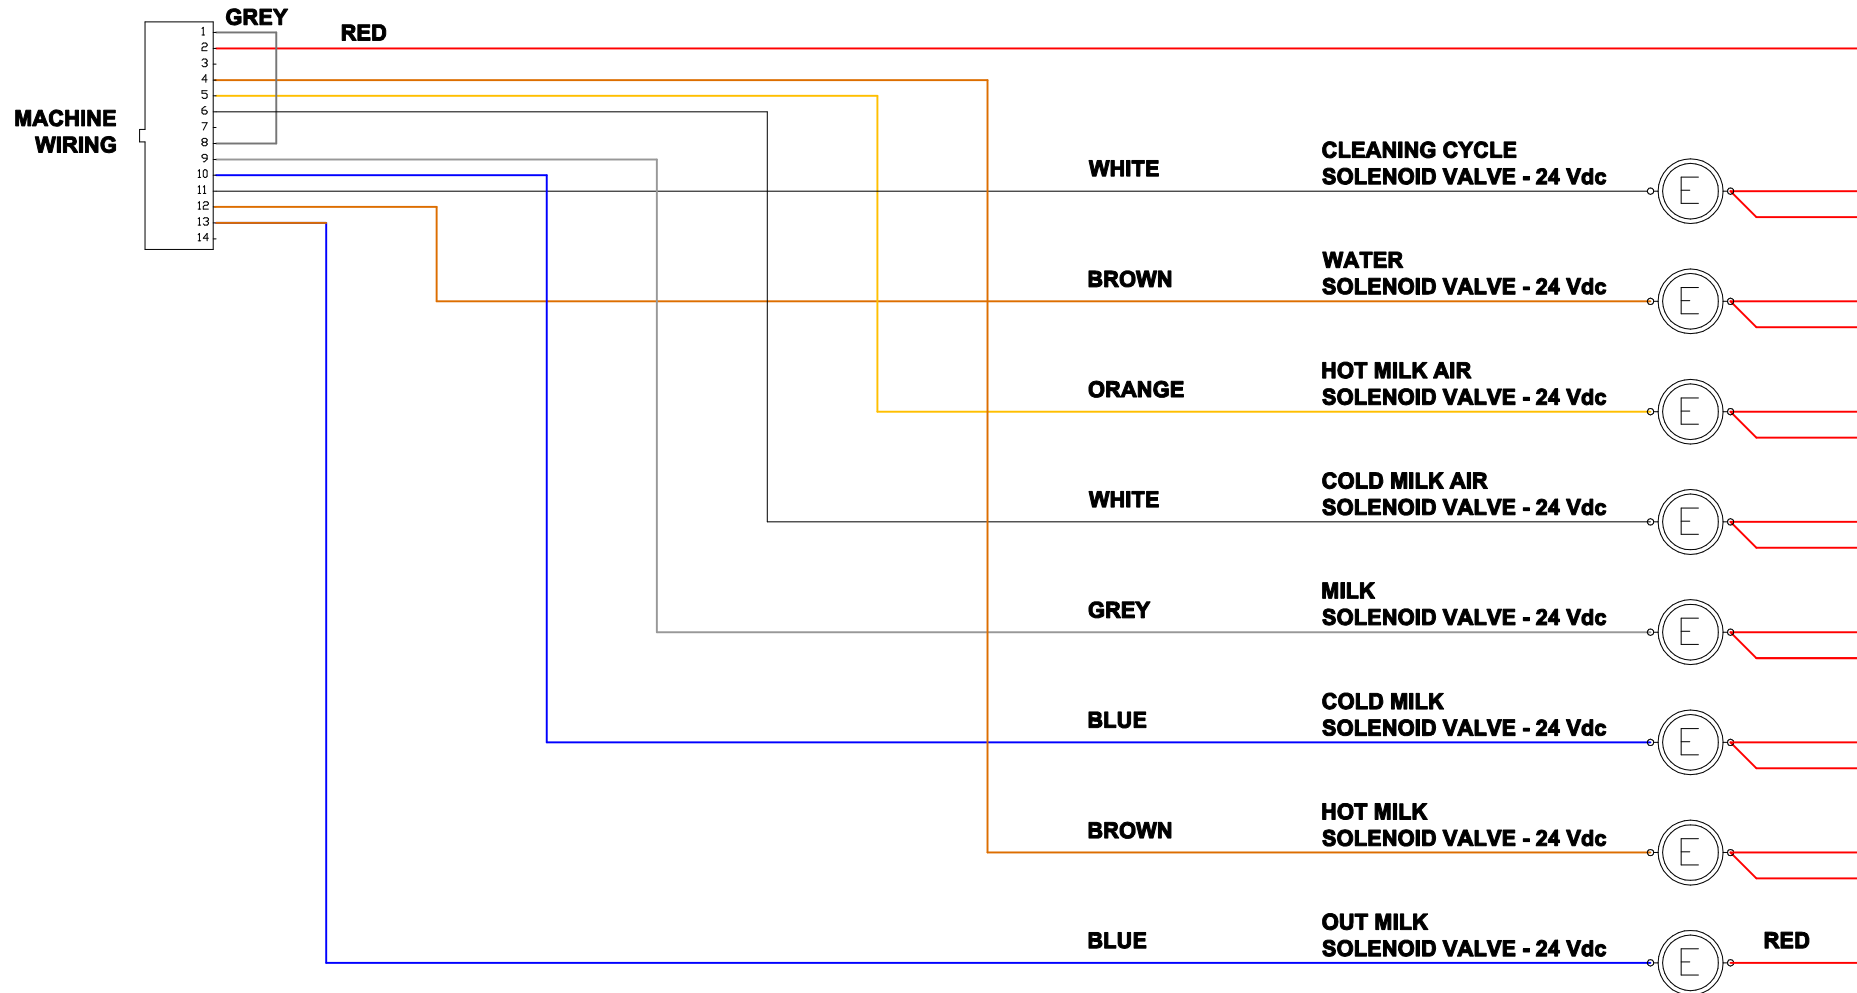 GREY
RED
1
2
3
4
5
6
7
8
9
10
11
12
13
14
MACHINE
WIRING
WHITE
CLEANING CYCLE
SOLENOID VALVE - 24 Vdc
E
BROWN
WATER
SOLENOID VALVE - 24 Vdc
E
ORANGE
HOT MILK AIR
SOLENOID VALVE - 24 Vdc
E
WHITE
COLD MILK AIR
SOLENOID VALVE - 24 Vdc
E
GREY
MILK
SOLENOID VALVE - 24 Vdc
E
BLUE
COLD MILK
SOLENOID VALVE - 24 Vdc
E
BROWN
HOT MILK
SOLENOID VALVE - 24 Vdc
E
BLUE
OUT MILK
SOLENOID VALVE - 24 Vdc
E
RED